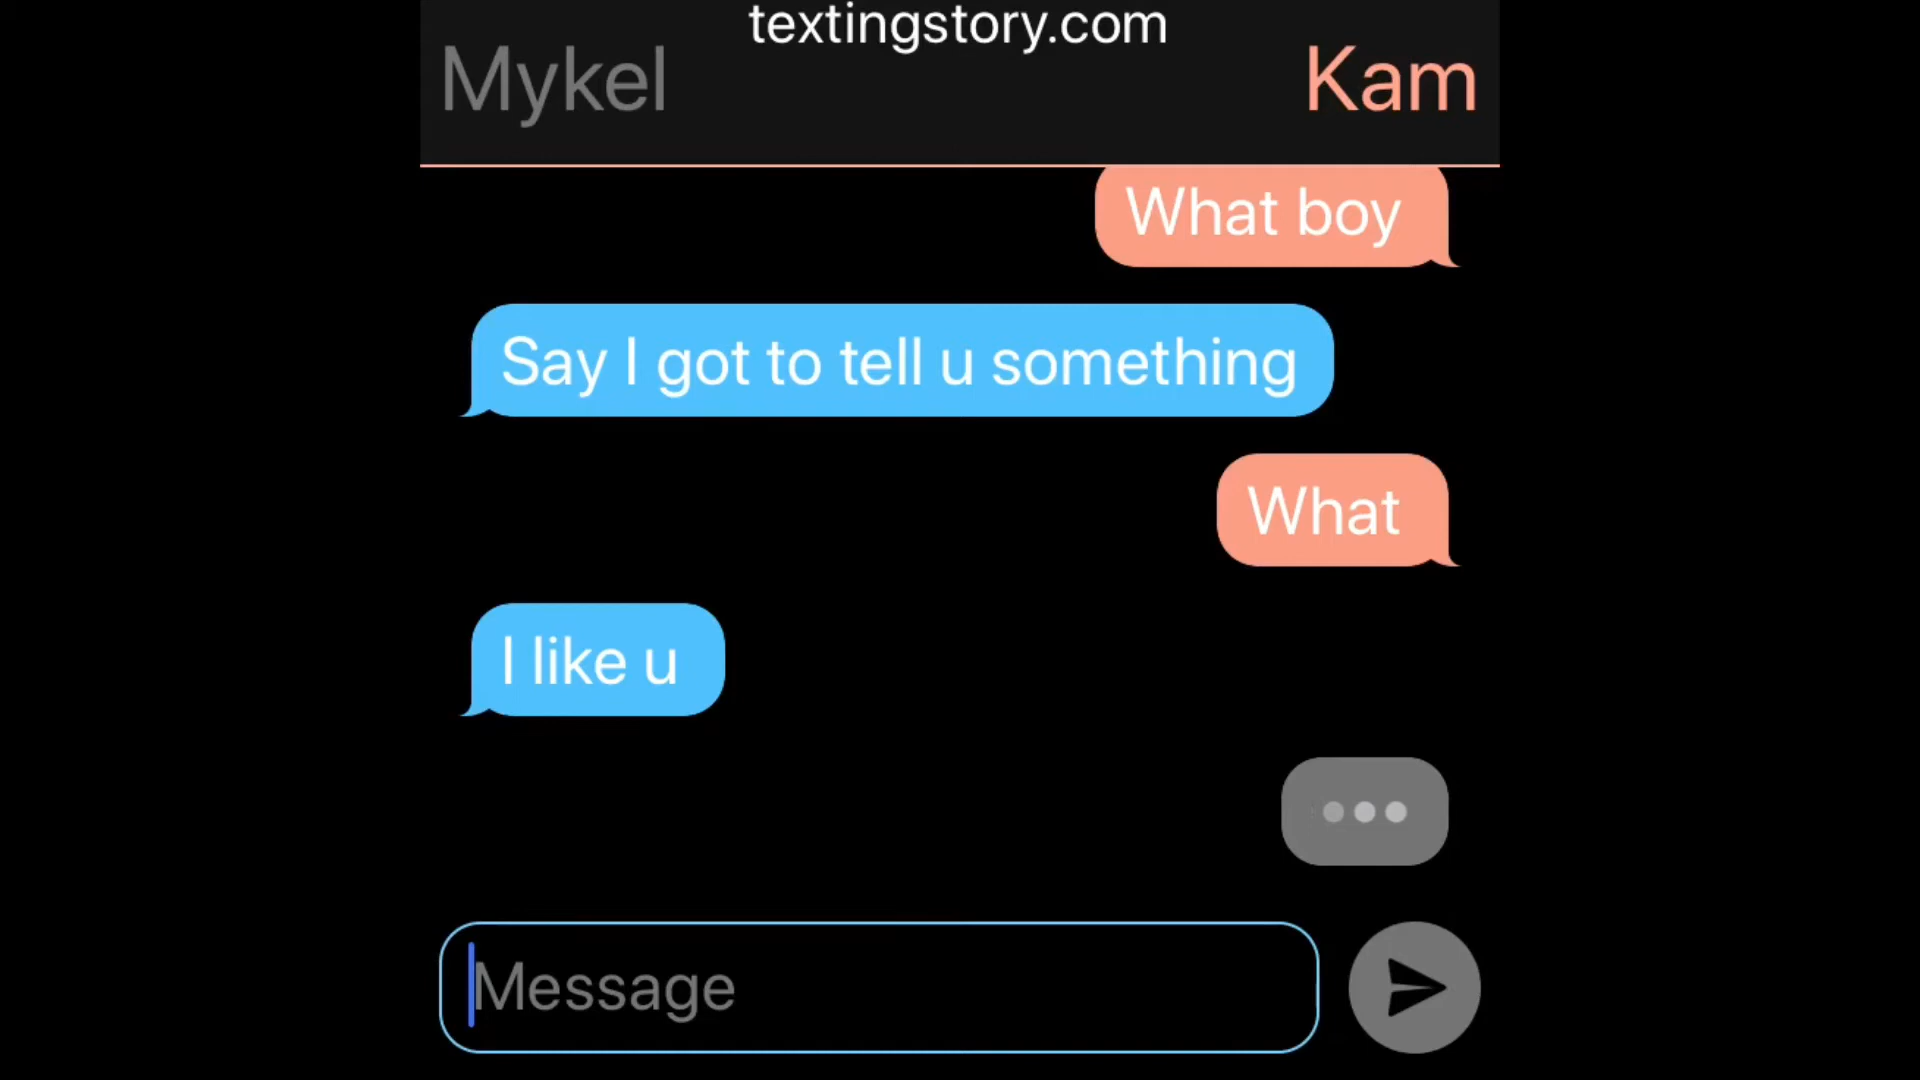 textingstory.com
Mykel
Kam
What boy
Say I got to tell u something
What
I like u
Message